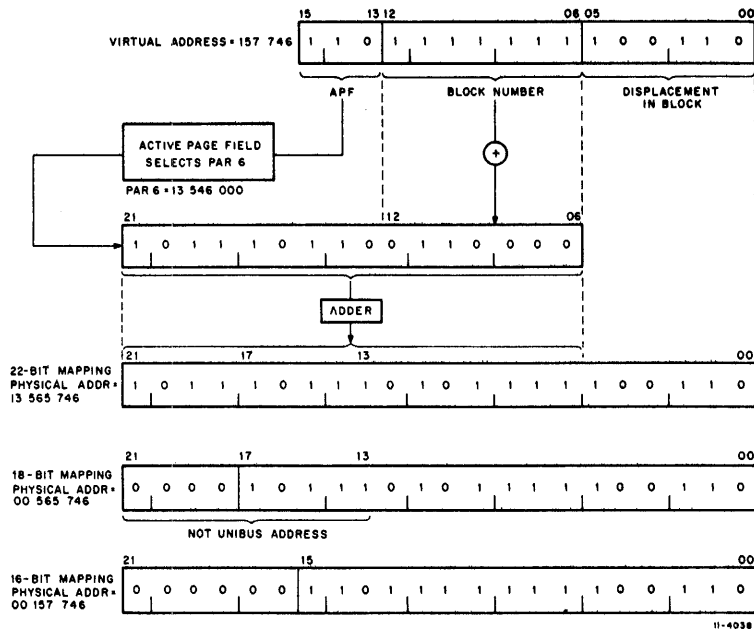 15 13 12 06 05 00
VIRTUAL ADDRESS = 157 746 1 1 0 1 1 1 1 1 1 1 1 0 0 1 1 0
APF BLOCK NUMBER DISPLACEMENT
IN BLOCK
ACTIVE PAGE FIELD
SELECTS PAR 6
+
PAR 6 = 13 546 000
21 12 06
1 0 1 1 1 0 1 1 0 0 1 1 0 0 0 0
ADDER
21 17 13 00
22-BIT MAPPING
PHYSICAL ADDR=
13 565 746
1 0 1 1 1 0 1 1 1 0 1 0 1 1 1 1 1 0 0 1 1 0
21 17 13 00
18-BIT MAPPING
PHYSICAL ADDR=
00 565 746
0 0 0 0 1 0 1 1 1 0 1 0 1 1 1 1 1 0 0 1 1 0
NOT UNIBUS ADDRESS
21 15 00
16-BIT MAPPING
PHYSICAL ADDR=
00 157 746
0 0 0 0 0 0 1 1 0 1 1 1 1 1 1 1 1 0 0 1 1 0
11-4038